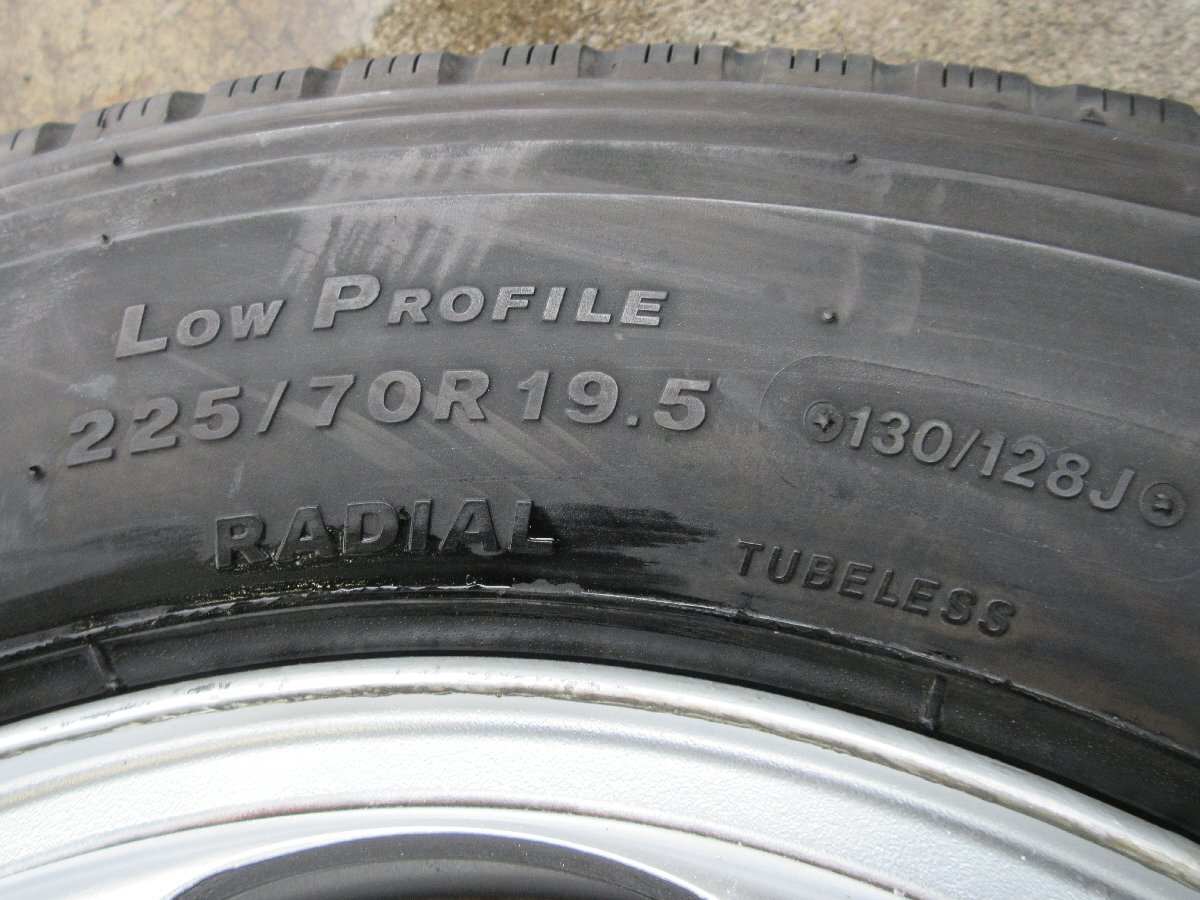 LOW PROFILE
225/70R19.5
130/128J
RADIAL
TUBELESS